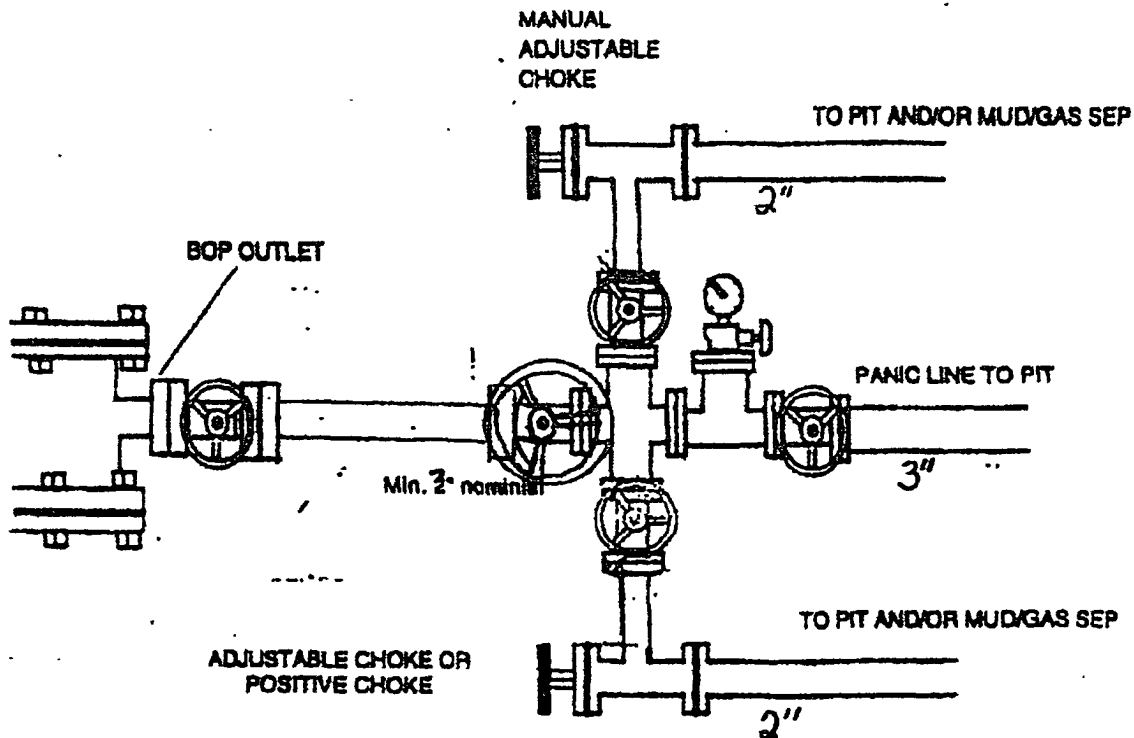 MANUAL
ADJUSTABLE
CHOKE
TO PIT AND/OR MUD/GAS SEP
2"
BOP OUTLET
PANIC LINE TO PIT
3"
Min. 3" nominal
TO PIT AND/OR MUD/GAS SEP
ADJUSTABLE CHOKE OR
POSITIVE CHOKE
2"